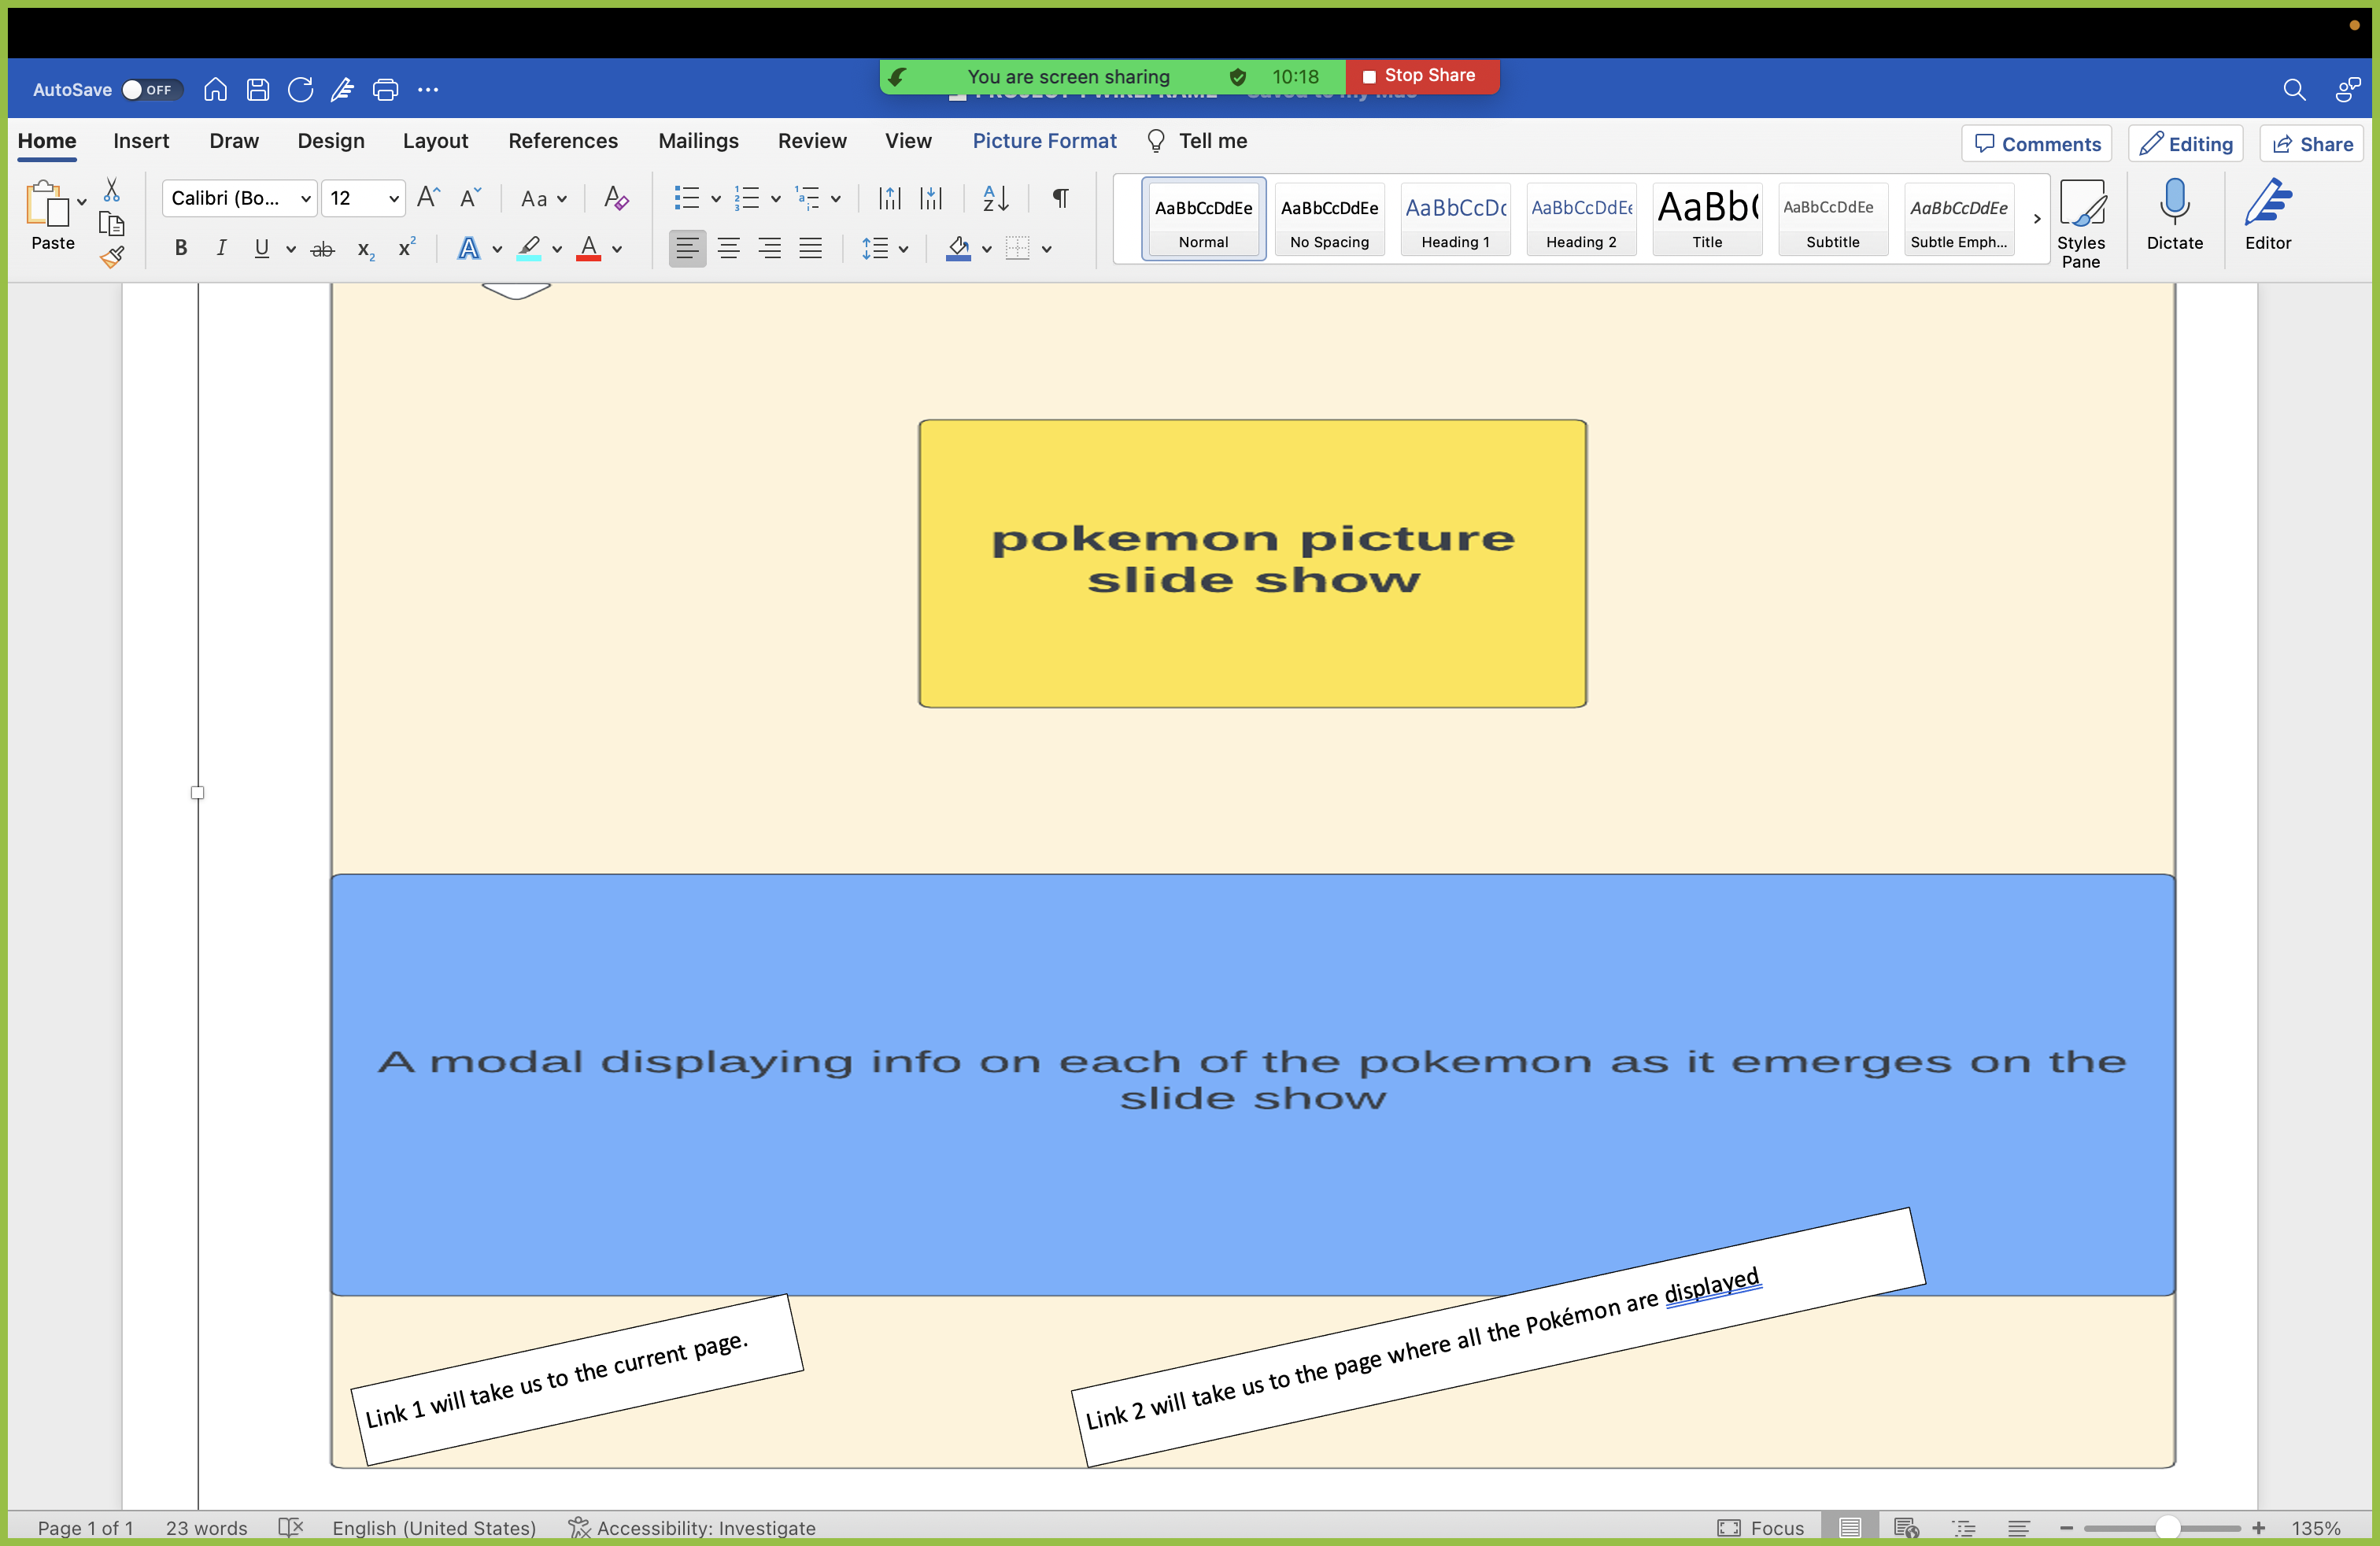 You are screen sharing 10:18 Stop Share
AutoSave OFF
Home Insert Draw Design Layout References Mailings Review View Picture Format Tell me Comments Editing Share
Paste
Calibri (Bo... 12
AaBbCcDdEe AaBbCcDdEe AaBbCcDc AaBbCcDdEe AaBb( AaBbCcDdEe AaBbCcDdEe
Normal No Spacing Heading 1 Heading 2 Title Subtitle Subtle Emph...
Styles Pane
Dictate
Editor
pokemon picture
slide show
A modal displaying info on each of the pokemon as it emerges on the
slide show
Link 1 will take us to the current page.
Link 2 will take us to the page where all the Pokémon are displayed
Page 1 of 1 23 words English (United States) Accessibility: Investigate Focus 135%